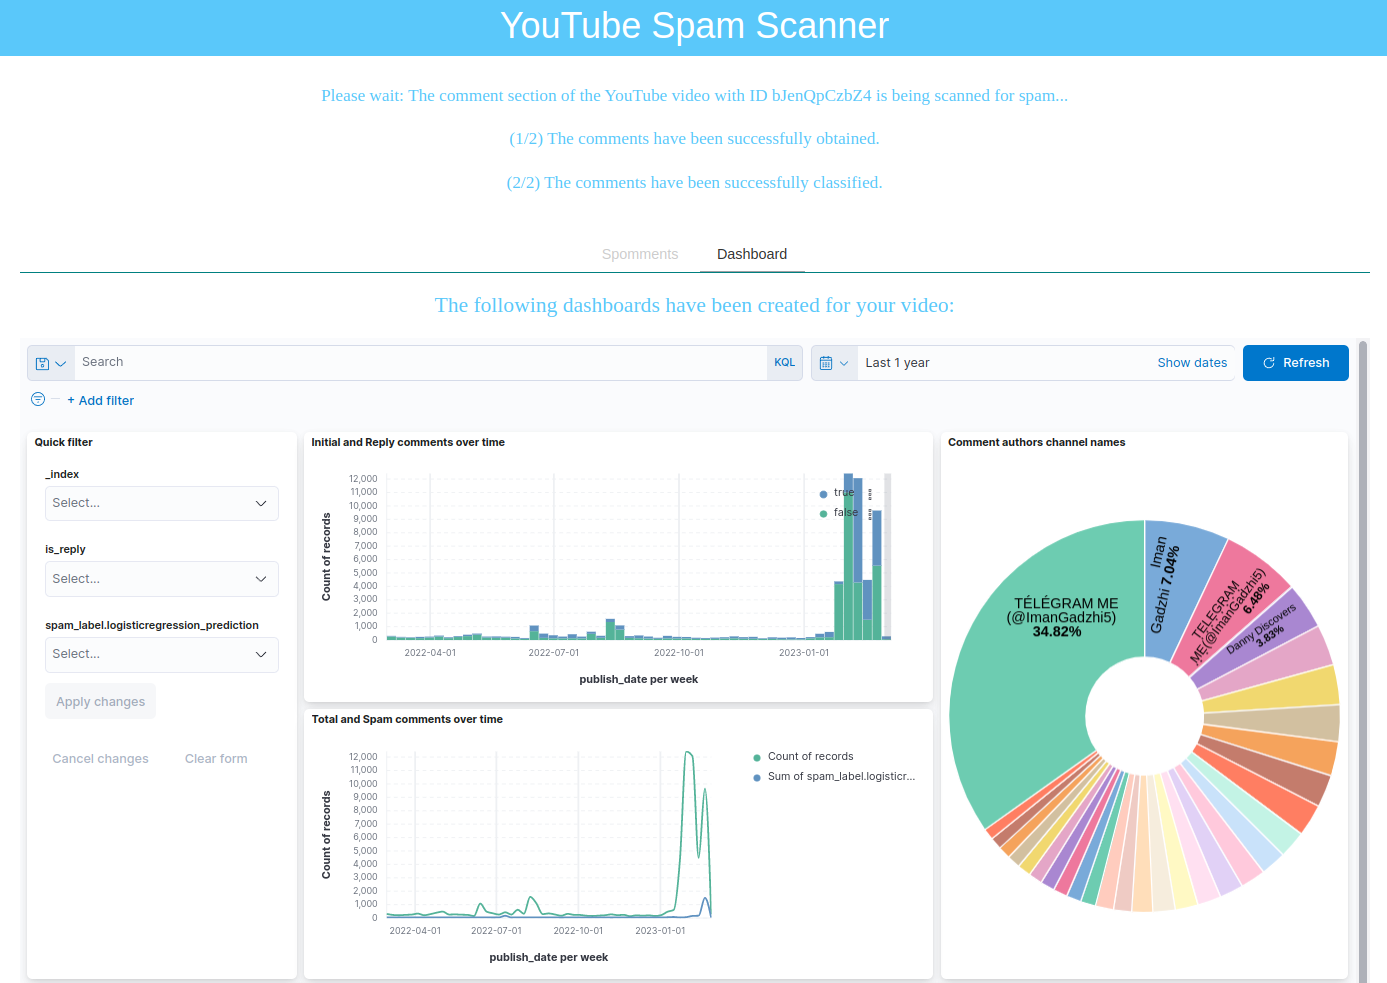 YouTube Spam Scanner
Please wait: The comment section of the YouTube video with ID bJenQpCzbZ4 is being scanned for spam...
(1/2) The comments have been successfully obtained.
(2/2) The comments have been successfully classified.
Spomments
Dashboard
The following dashboards have been created for your video:
Search
KQL
Last 1 year
Show dates
Refresh
+ Add filter
Quick filter
_index
Select...
is_reply
Select...
spam_label.logisticregression_prediction
Select...
Apply changes
Cancel changes
Clear form
Initial and Reply comments over time
Count of records
12,000
11,000
10,000
9,000
8,000
7,000
6,000
5,000
4,000
3,000
2,000
1,000
0
true
false
2022-04-01
2022-07-01
2022-10-01
2023-01-01
publish_date per week
Total and Spam comments over time
Count of records
12,000
11,000
10,000
9,000
8,000
7,000
6,000
5,000
4,000
3,000
2,000
1,000
0
Count of records
Sum of spam_label.logisticr...
2022-04-01
2022-07-01
2022-10-01
2023-01-01
publish_date per week
Comment authors channel names
TÉLÉGRAM ME
(@ImanGadzhi5)
34.82%
Iman
Gadzhi 7.04%
TELEGRAM
ME(@ImanGadzhi5)
6.48%
Danny Discovers
3.83%